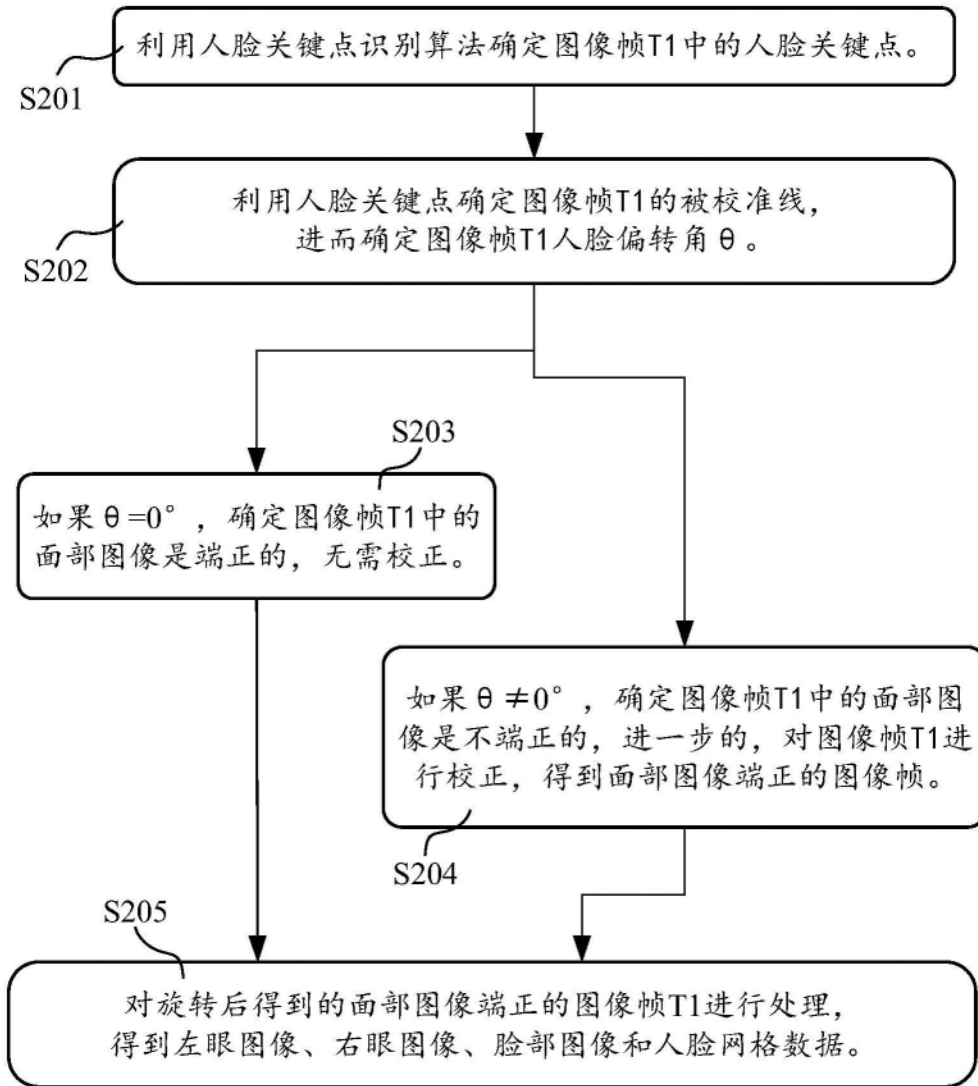 利用人脸关键点识别算法确定图像帧T1中的人脸关键点。
S201
利用人脸关键点确定图像帧T1的被校准线，
进而确定图像帧T1人脸偏转角θ。
S202
S203
如果θ=0°，确定图像帧T1中的
面部图像是端正的，无需校正。
如果θ≠0°，确定图像帧T1中的面部图
像是不端正的，进一步的，对图像帧T1进
行校正，得到面部图像端正的图像帧。
S204
S205
对旋转后得到的面部图像端正的图像帧T1进行处理，
得到左眼图像、右眼图像、脸部图像和人脸网格数据。